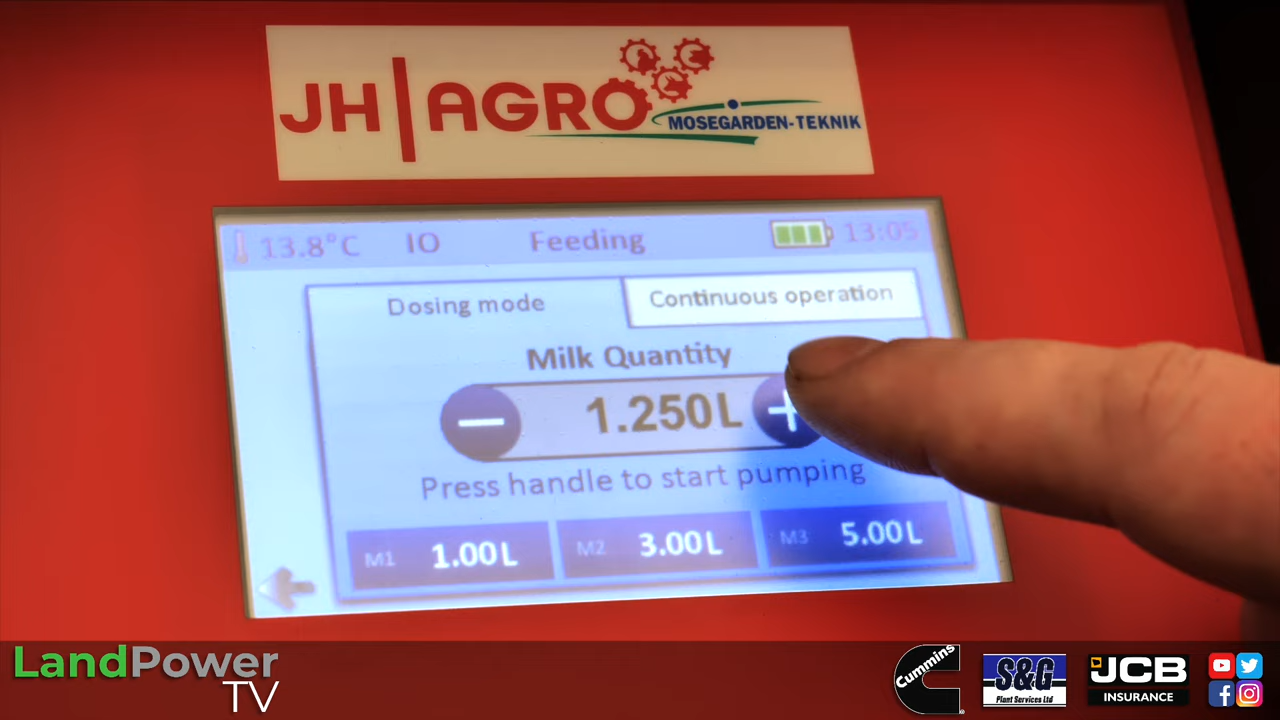 JH|AGRO
MOSEGARDEN-TEKNIK
13.8°C IO Feeding 13:05
Dosing mode Continuous operation
Milk Quantity
− 1.250L +
Press handle to start pumping
M1 1.00L M2 3.00L M3 5.00L
LandPower
TV
Cummins
S&G
Plant Services Ltd
JCB
INSURANCE